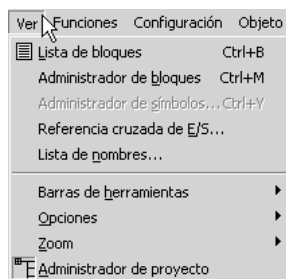 Ver Funciones Configuración Objeto
Lista de bloques Ctrl+B
Administrador de bloques Ctrl+M
Administrador de símbolos... Ctrl+Y
Referencia cruzada de E/S...
Lista de nombres...
Barras de herramientas
Opciones
Zoom
Administrador de proyecto